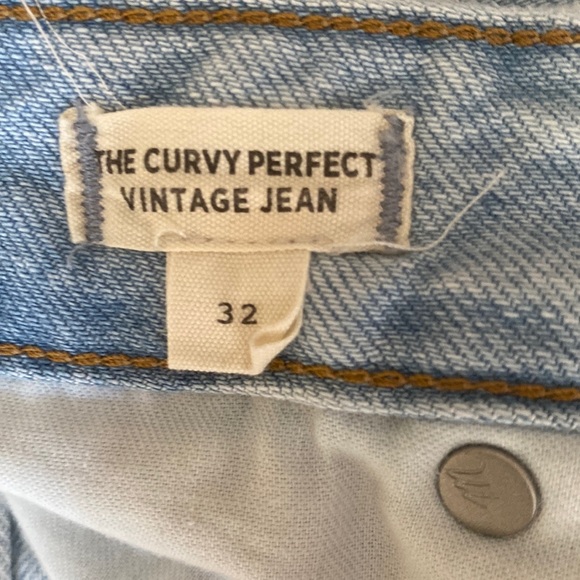 THE CURVY PERFECT
VINTAGE JEAN
32